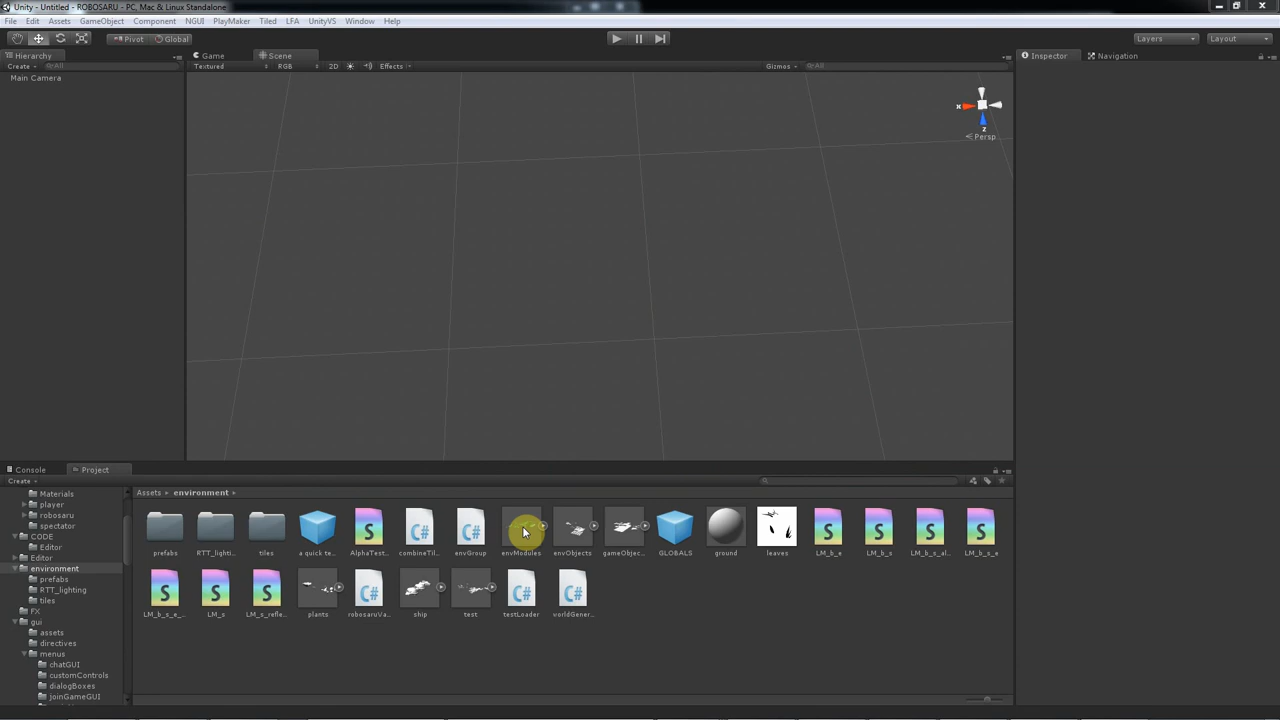 Unity - Untitled - ROBOSARU - PC, Mac & Linux Standalone
File Edit Assets GameObject Component NGUI PlayMaker Tiled LFA UnityVS Window Help
Pivot Global Layers Layout
Hierarchy Game Scene Inspector Navigation
Create All Textured RGB 2D Effects Gizmos All
Main Camera
x
z
Persp
Console Project
Create
Assets environment
Materials
player
robosaru
spectator
CODE
Editor
Editor
environment
prefabs
RTT_lighting
tiles
FX
gui
assets
directives
menus
chatGUI
customControls
dialogBoxes
joinGameGUI
prefabs RTT_lighti... tiles a quick te... AlphaTest... combineTil... envGroup envModules envObjects gameObjec... GLOBALS ground leaves LM_b_e LM_b_s LM_b_s_al... LM_b_s_e
LM_b_s_e_... LM_s LM_s_refle... plants robosaruVa... ship test testLoader worldGener...